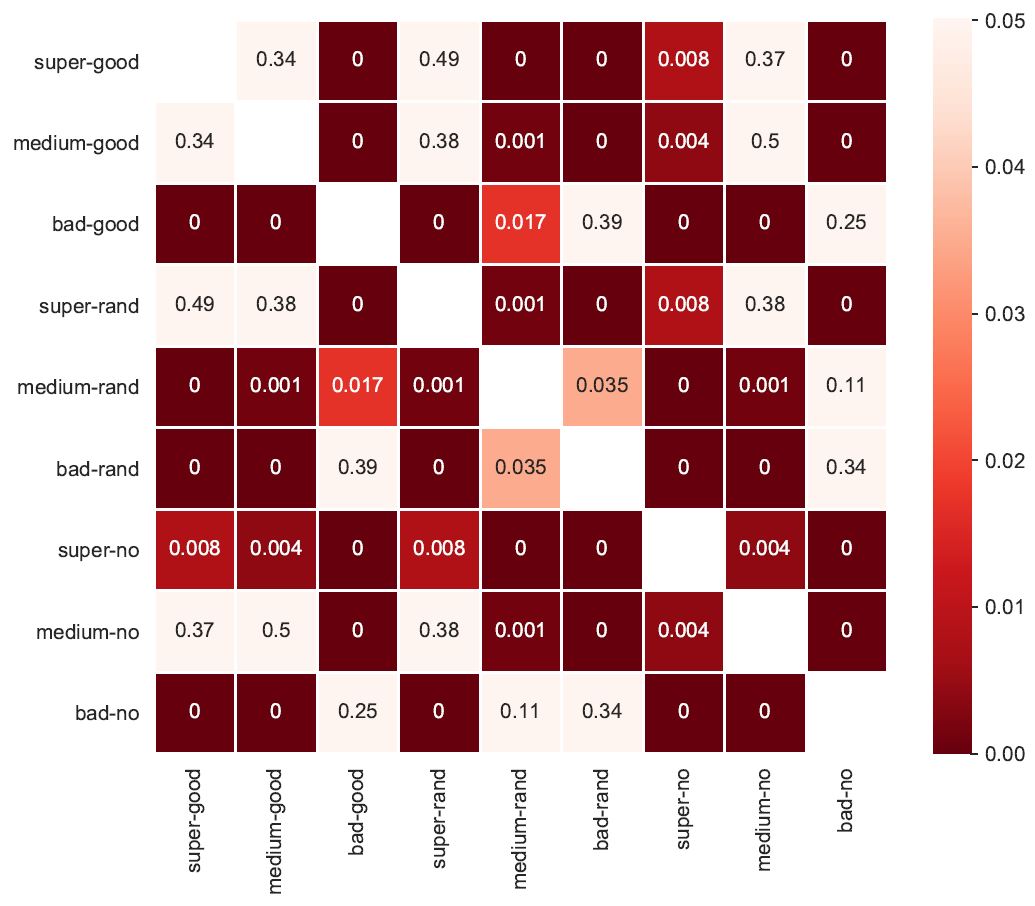 super-good 0.34 0 0.49 0 0 0.008 0.37 0
medium-good 0.34 0 0.38 0.001 0 0.004 0.5 0
bad-good 0 0 0 0.017 0.39 0 0 0.25
super-rand 0.49 0.38 0 0.001 0 0.008 0.38 0
medium-rand 0 0.001 0.017 0.001 0.035 0 0.001 0.11
bad-rand 0 0 0.39 0 0.035 0 0 0.34
super-no 0.008 0.004 0 0.008 0 0 0.004 0
medium-no 0.37 0.5 0 0.38 0.001 0 0.004 0
bad-no 0 0 0.25 0 0.11 0.34 0 0
super-good
medium-good
bad-good
super-rand
medium-rand
bad-rand
super-no
medium-no
bad-no
0.05
0.04
0.03
0.02
0.01
0.00